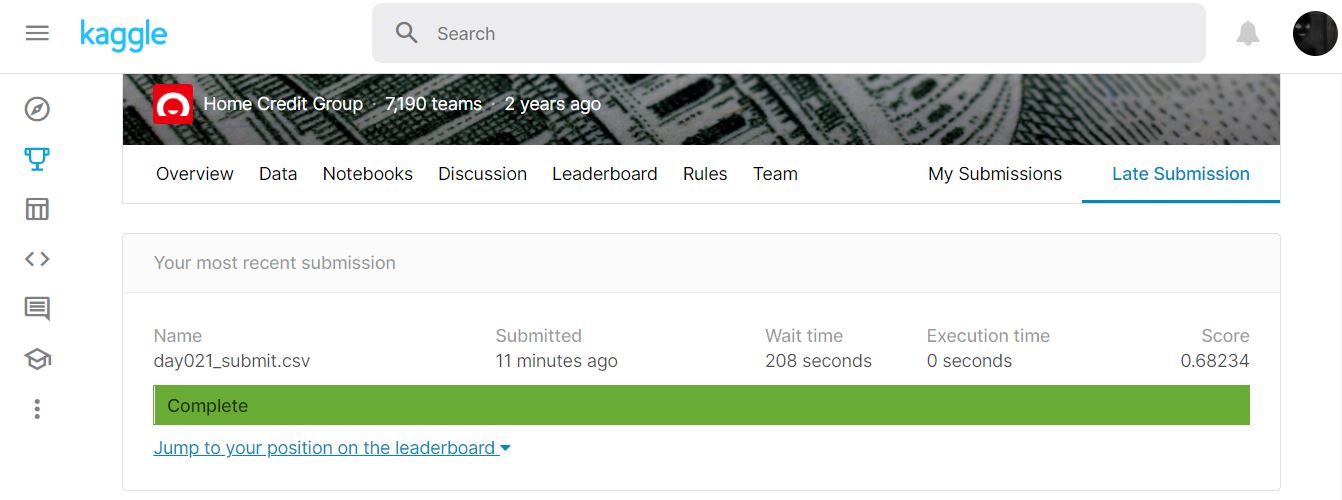 kaggle
Search
Home Credit Group · 7,190 teams · 2 years ago
Overview Data Notebooks Discussion Leaderboard Rules Team My Submissions Late Submission
Your most recent submission
Name Submitted Wait time Execution time Score
day021_submit.csv 11 minutes ago 208 seconds 0 seconds 0.68234
Complete
Jump to your position on the leaderboard